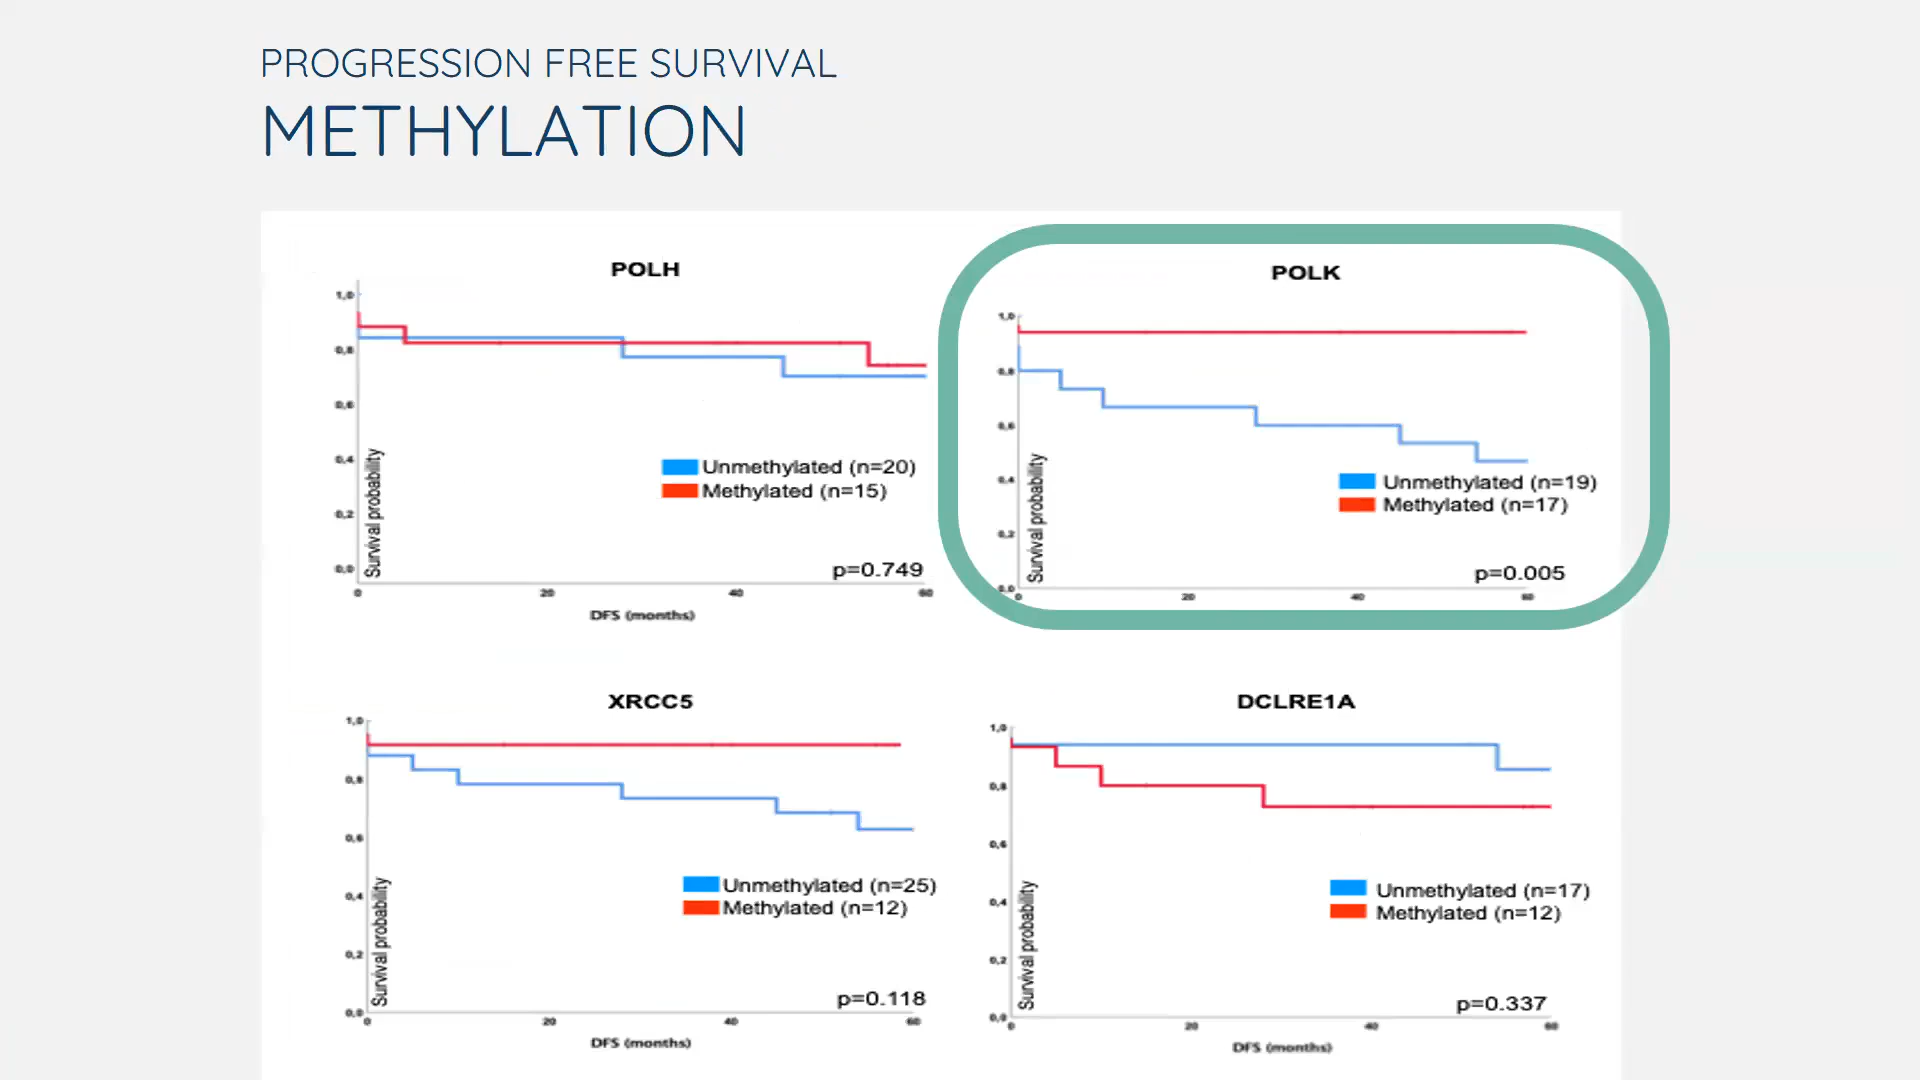 PROGRESSION FREE SURVIVAL
METHYLATION
POLH
1,0
0,8
0,6
0,4
0,2
0,0
Survival probability
Unmethylated (n=20)
Methylated (n=15)
p=0.749
0 20 40 60
DFS (months)
POLK
1,0
0,8
0,6
0,4
0,2
0,0
Survival probability
Unmethylated (n=19)
Methylated (n=17)
p=0.005
0 20 40 60
XRCC5
1,0
0,8
0,6
0,4
0,2
0,0
Survival probability
Unmethylated (n=25)
Methylated (n=12)
p=0.118
0 20 40 60
DFS (months)
DCLRE1A
1,0
0,8
0,6
0,4
0,2
0,0
Survival probability
Unmethylated (n=17)
Methylated (n=12)
p=0.337
0 20 40 60
DFS (months)